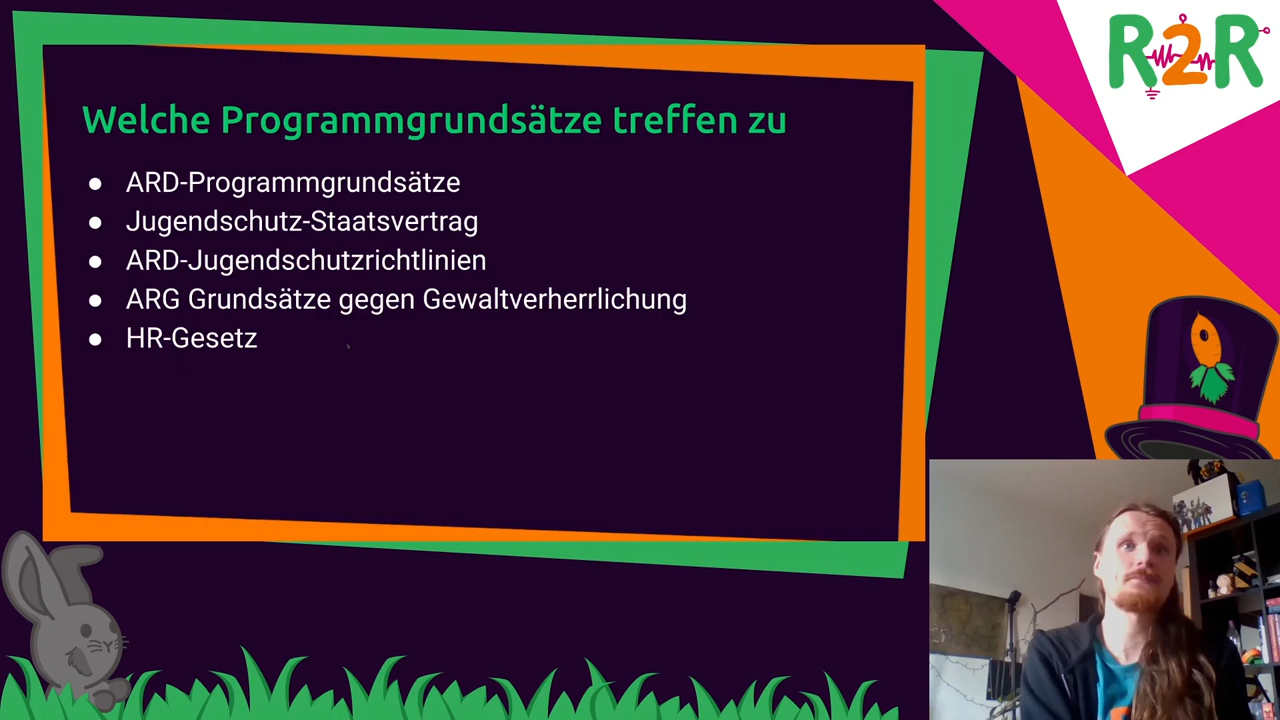 R2R
Welche Programmgrundsätze treffen zu
● ARD-Programmgrundsätze
● Jugendschutz-Staatsvertrag
● ARD-Jugendschutzrichtlinien
● ARG Grundsätze gegen Gewaltverherrlichung
● HR-Gesetz